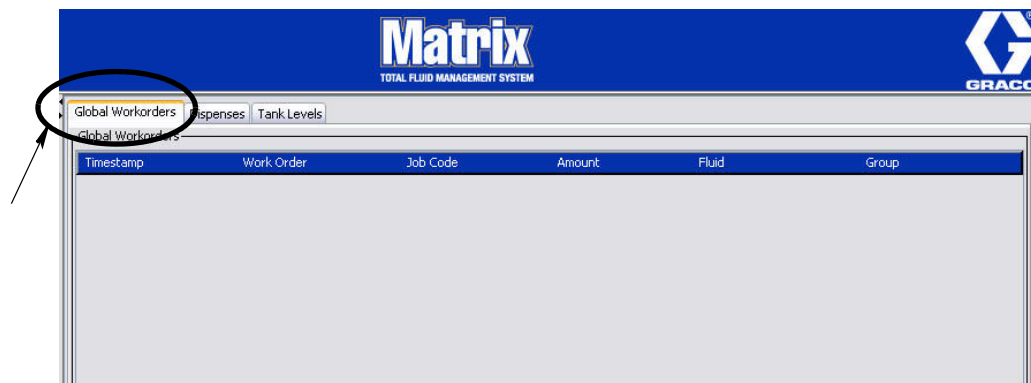 Matrix
TOTAL FLUID MANAGEMENT SYSTEM
GRACO
Global Workorders Dispenses Tank Levels
Global Workorders
Timestamp Work Order Job Code Amount Fluid Group